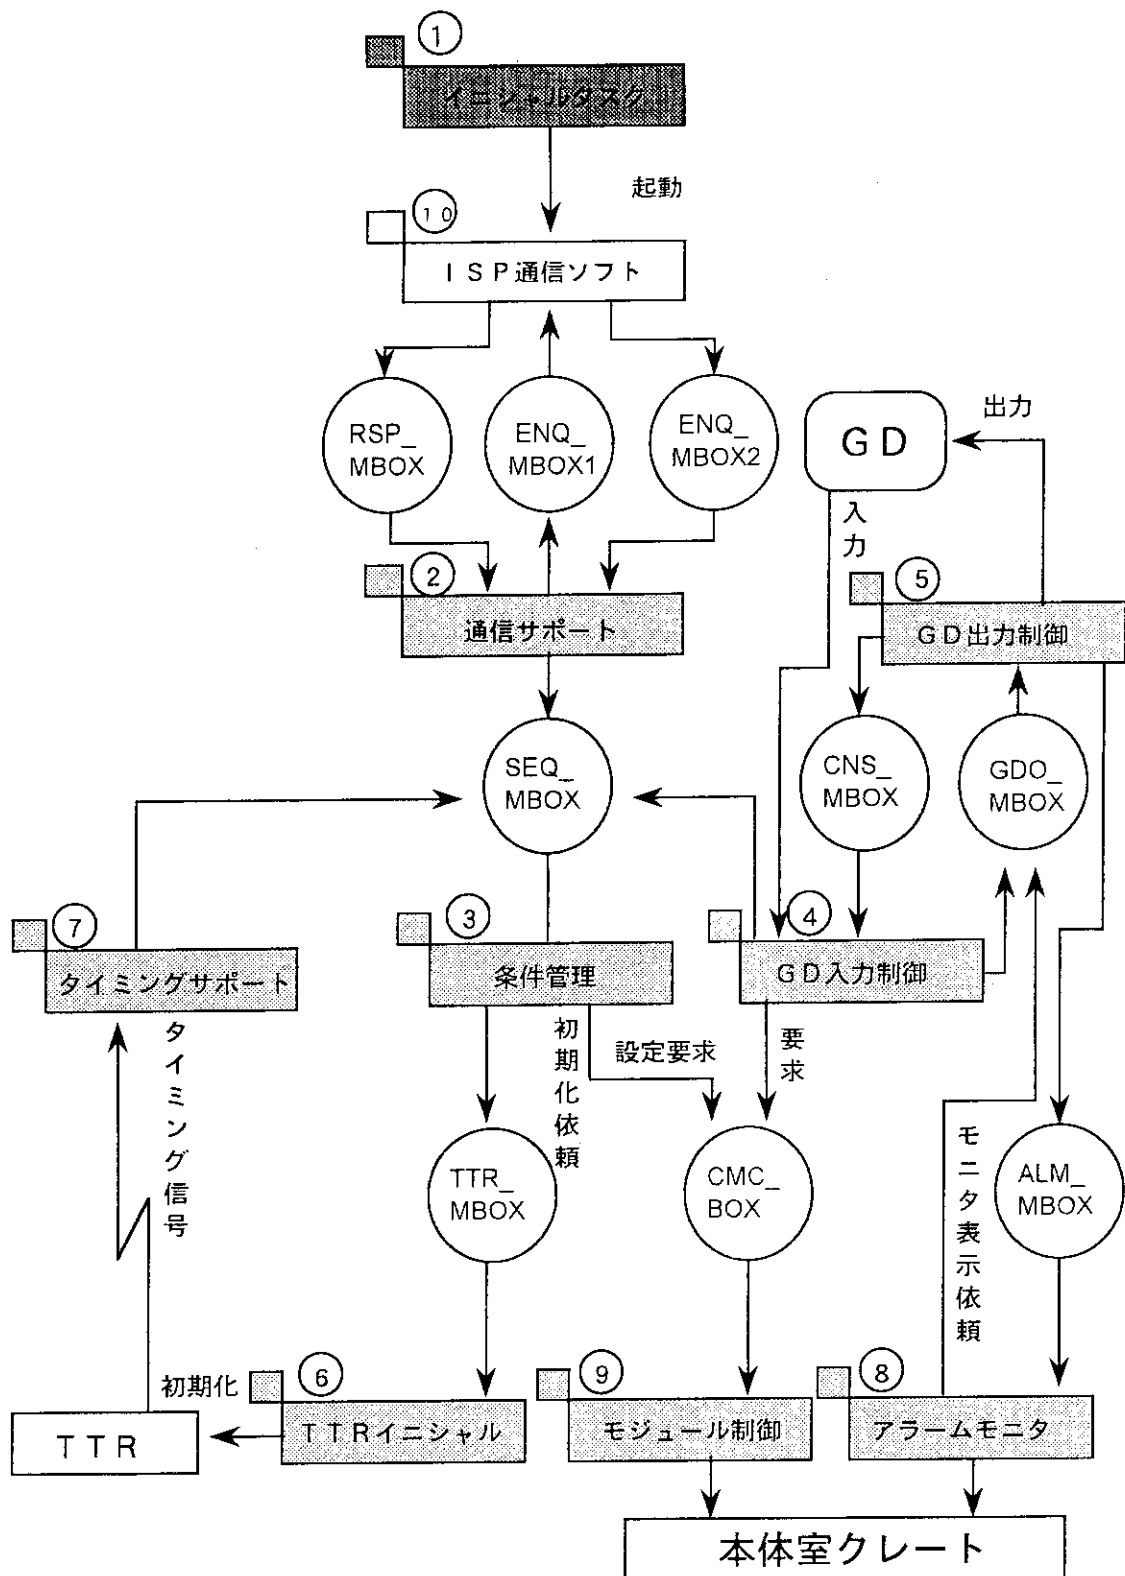 ①
イニシャルタスク
起動
⑩
ISP通信ソフト
RSP_
MBOX
ENQ_
MBOX1
ENQ_
MBOX2
GD
出力
入力
②
通信サポート
⑤
GD出力制御
SEQ_
MBOX
CNS_
MBOX
GDO_
MBOX
⑦
タイミングサポート
③
条件管理
④
GD入力制御
タイミング信号
初期化依頼
設定要求
要求
TTR_
MBOX
CMC_
BOX
モニタ表示依頼
ALM_
MBOX
初期化
TTR
⑥
TTRイニシャル
⑨
モジュール制御
⑧
アラームモニタ
本体室クレート